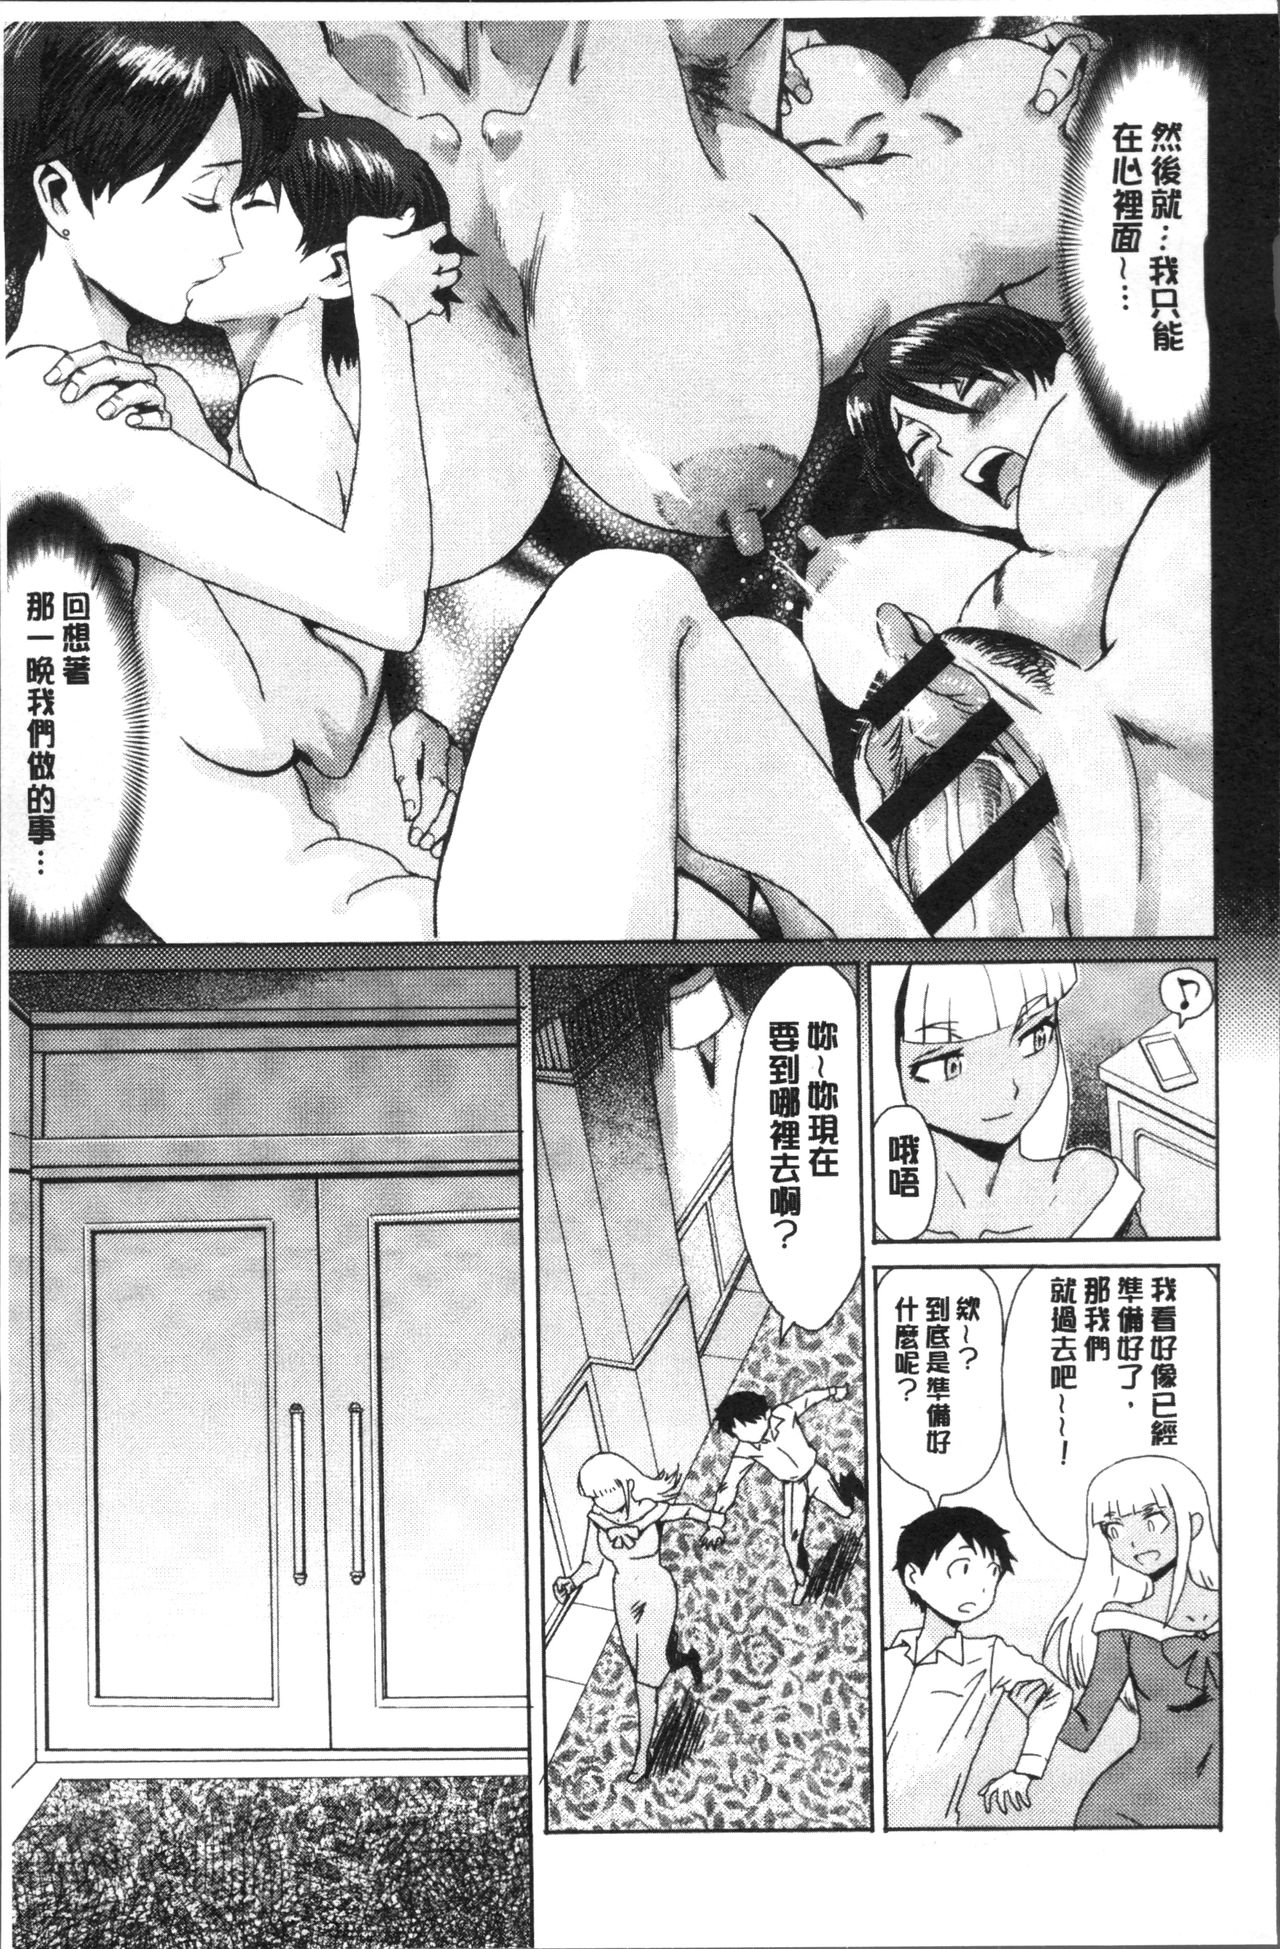 然後就…我只能
在心裡面～…
回想著
那一晚我們做的事…
哦唔
我看好像已經
準備好了，
那我們
就過去吧～～！
欸～？
到底是準備好
什麼呢？
妳～妳現在
要到哪裡去啊？